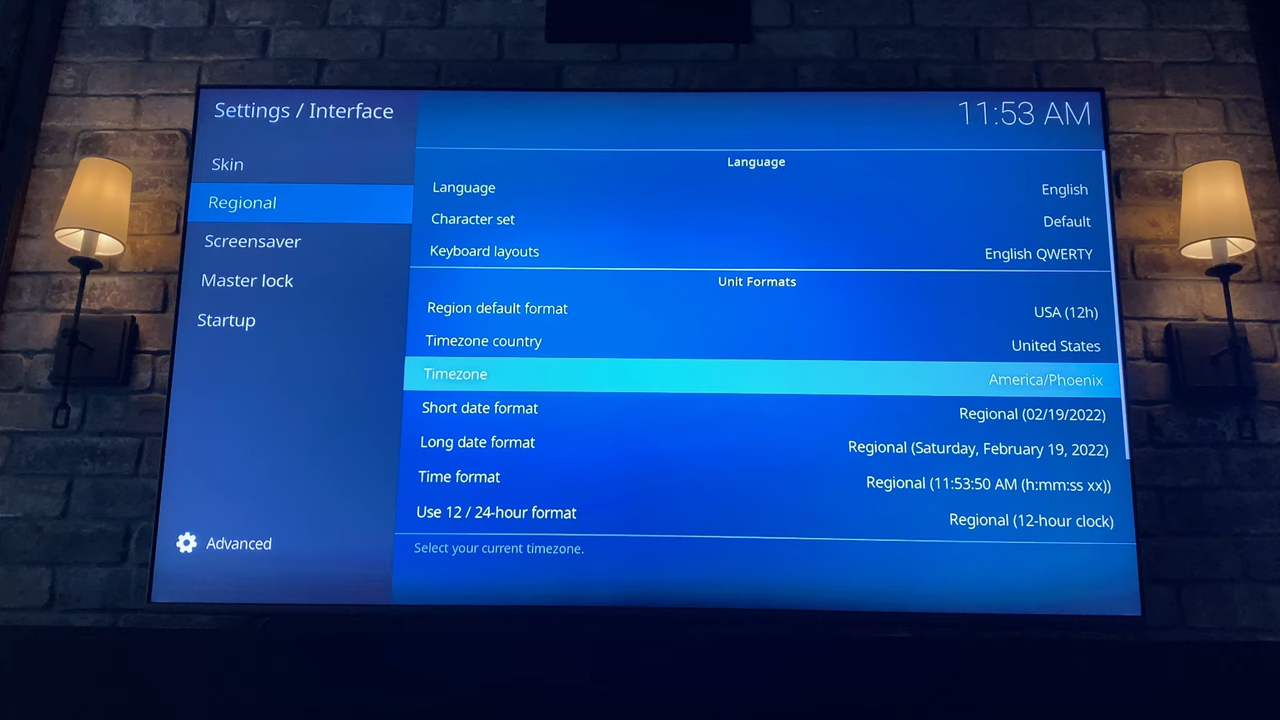 Settings / Interface
11:53 AM
Skin
Regional
Screensaver
Master lock
Startup
Advanced
Language
Language English
Character set Default
Keyboard layouts English QWERTY
Unit Formats
Region default format USA (12h)
Timezone country United States
Timezone America/Phoenix
Short date format Regional (02/19/2022)
Long date format Regional (Saturday, February 19, 2022)
Time format Regional (11:53:50 AM (h:mm:ss xx))
Use 12 / 24-hour format Regional (12-hour clock)
Select your current timezone.